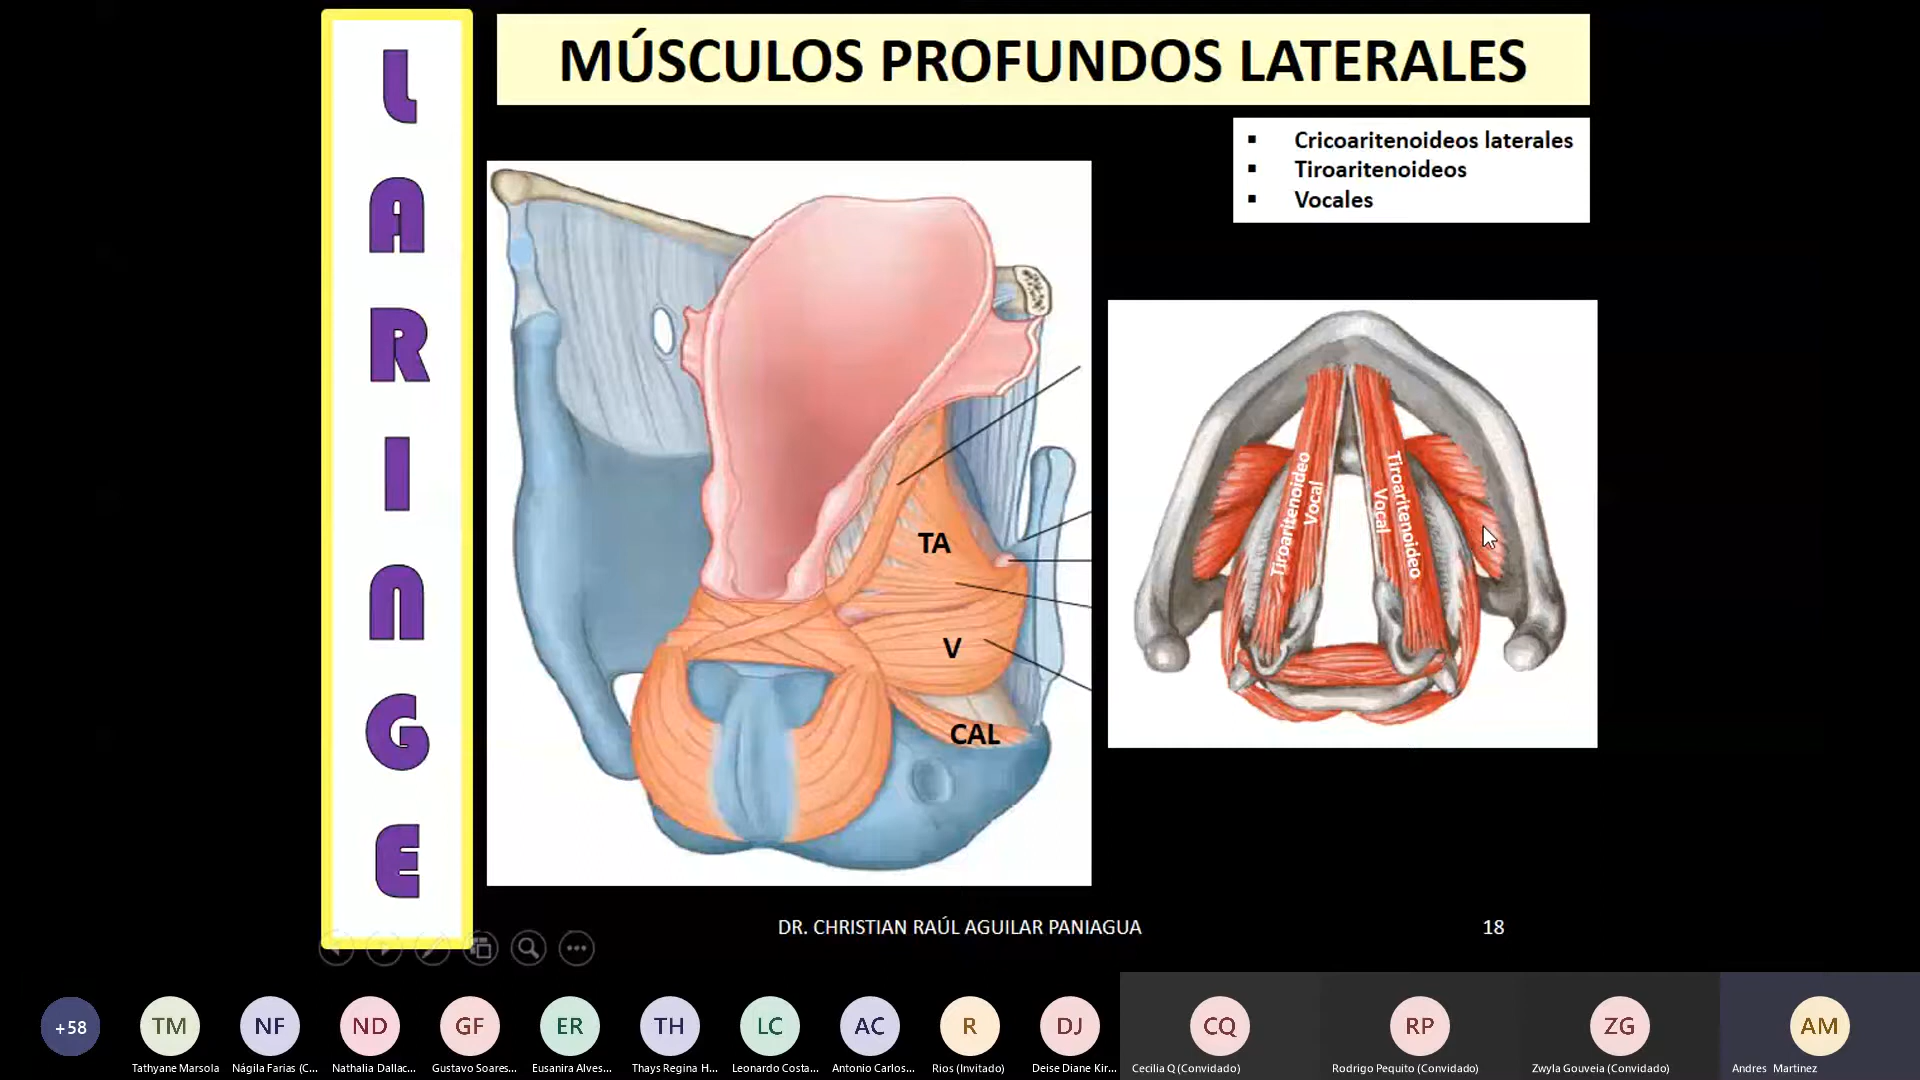 LARINGE
MÚSCULOS PROFUNDOS LATERALES
▪ Cricoaritenoideos laterales
▪ Tiroaritenoideos
▪ Vocales
TA
V
CAL
Tiroaritenoideo
Vocal
Tiroaritenoideo
Vocal
DR. CHRISTIAN RAÚL AGUILAR PANIAGUA
18
+58
TM
NF
ND
GF
ER
TH
LC
AC
R
DJ
CQ
RP
ZG
AM
Tathyane Marsola
Nágila Farias (C...
Nathalia Dallac...
Gustavo Soares...
Eusanira Alves...
Thays Regina H...
Leonardo Costa...
Antonio Carlos...
Rios (Invitado)
Deise Diane Kir...
Cecilia Q (Convidado)
Rodrigo Pequito (Convidado)
Zwyla Gouveia (Convidado)
Andres Martinez